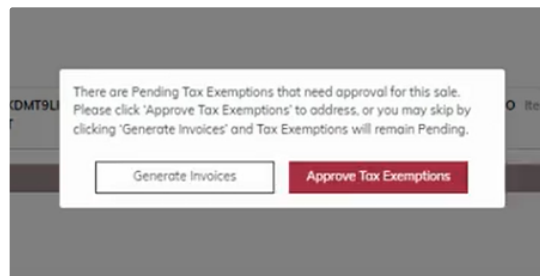 There are Pending Tax Exemptions that need approval for this sale.
Please click 'Approve Tax Exemptions' to address, or you may skip by
clicking 'Generate Invoices' and Tax Exemptions will remain Pending.
Generate Invoices
Approve Tax Exemptions